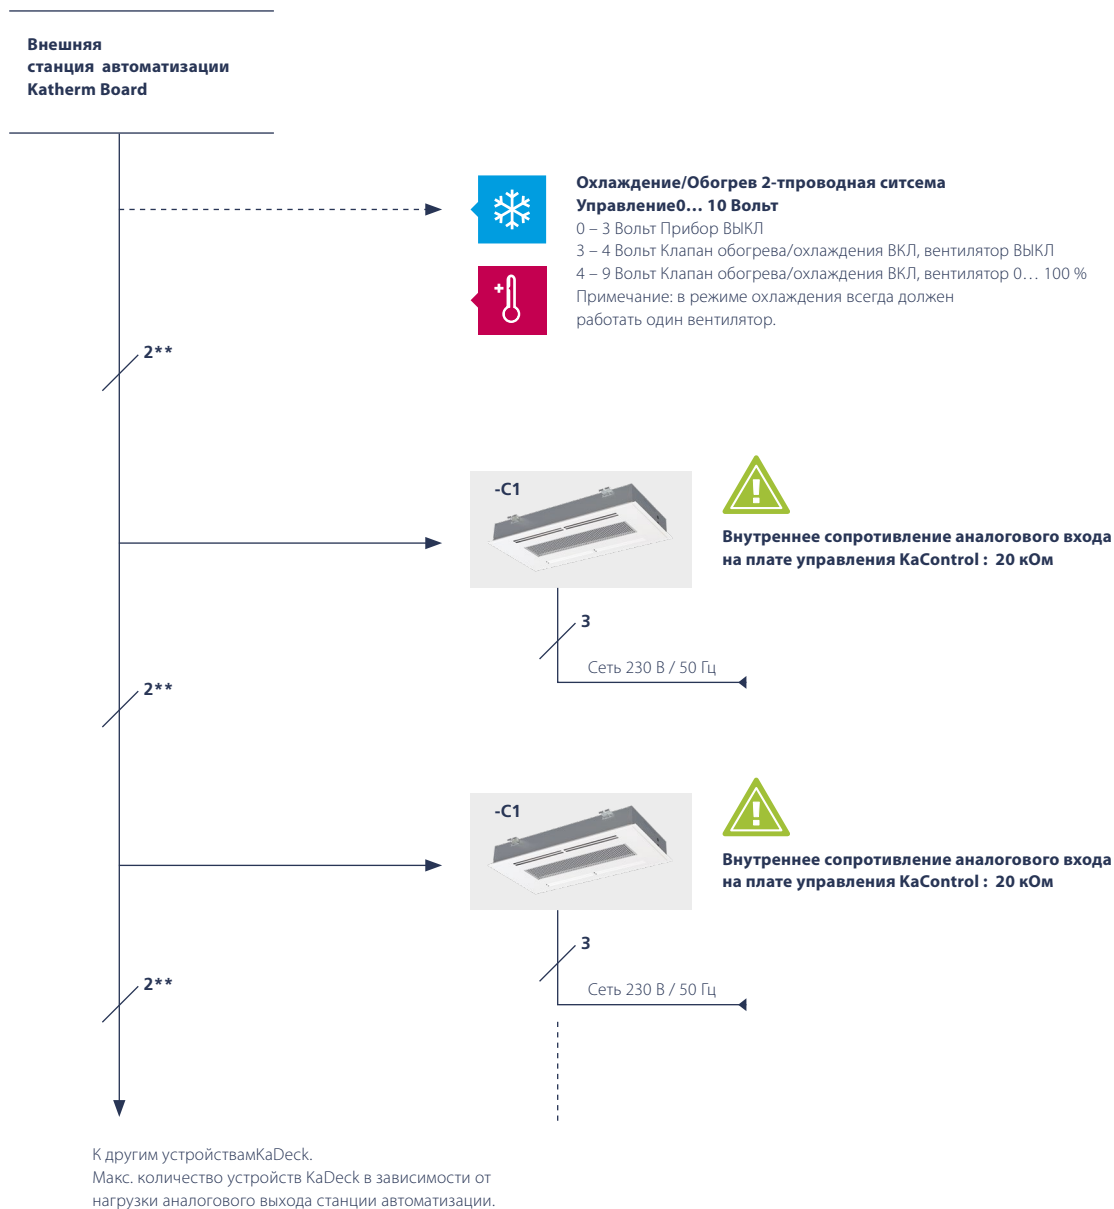 Внешняя
станция автоматизации
Katherm Board
Охлаждение/Обогрев 2-тпроводная ситсема
Управление0… 10 Вольт
0 – 3 Вольт Прибор ВЫКЛ
3 – 4 Вольт Клапан обогрева/охлаждения ВКЛ, вентилятор ВЫКЛ
4 – 9 Вольт Клапан обогрева/охлаждения ВКЛ, вентилятор 0… 100 %
Примечание: в режиме охлаждения всегда должен
работать один вентилятор.
2**
-C1
Внутреннее сопротивление аналогового входа
на плате управления KaControl : 20 кОм
3
Сеть 230 В / 50 Гц
2**
-C1
Внутреннее сопротивление аналогового входа
на плате управления KaControl : 20 кОм
3
2**
Сеть 230 В / 50 Гц
К другим устройствамKaDeck.
Макс. количество устройств KaDeck в зависимости от
нагрузки аналогового выхода станции автоматизации.